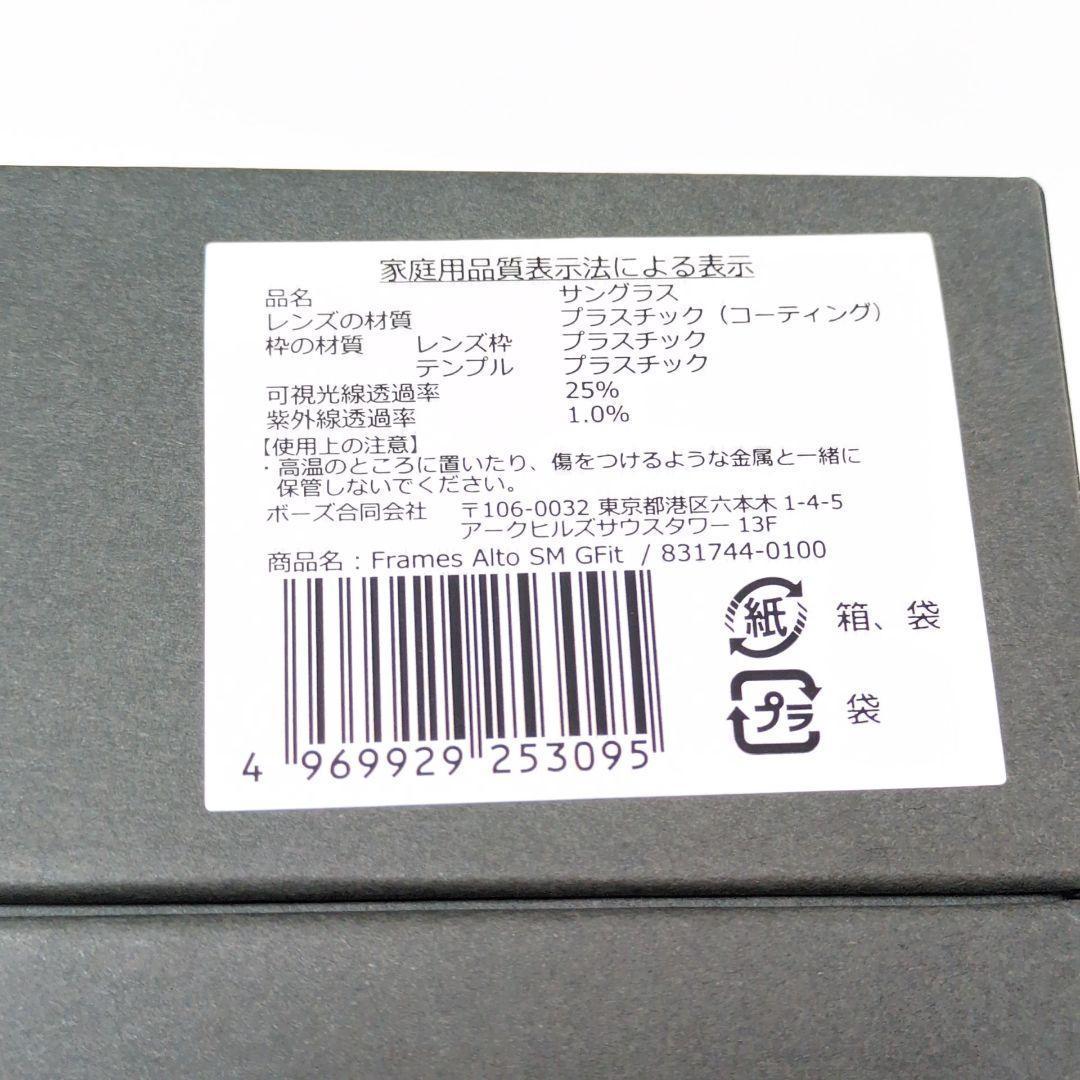 家庭用品質表示法による表示
品名 サングラス
レンズの材質 プラスチック（コーティング）
枠の材質 レンズ枠 プラスチック
テンプル プラスチック
可視光線透過率 25%
紫外線透過率 1.0%
【使用上の注意】
・高温のところに置いたり、傷をつけるような金属と一緒に
保管しないでください。
ボーズ合同会社 〒106-0032 東京都港区六本木1-4-5
アークヒルズサウスタワー 13F
商品名：Frames Alto SM GFit / 831744-0100
紙 箱、袋
プラ 袋
4 969929 253095